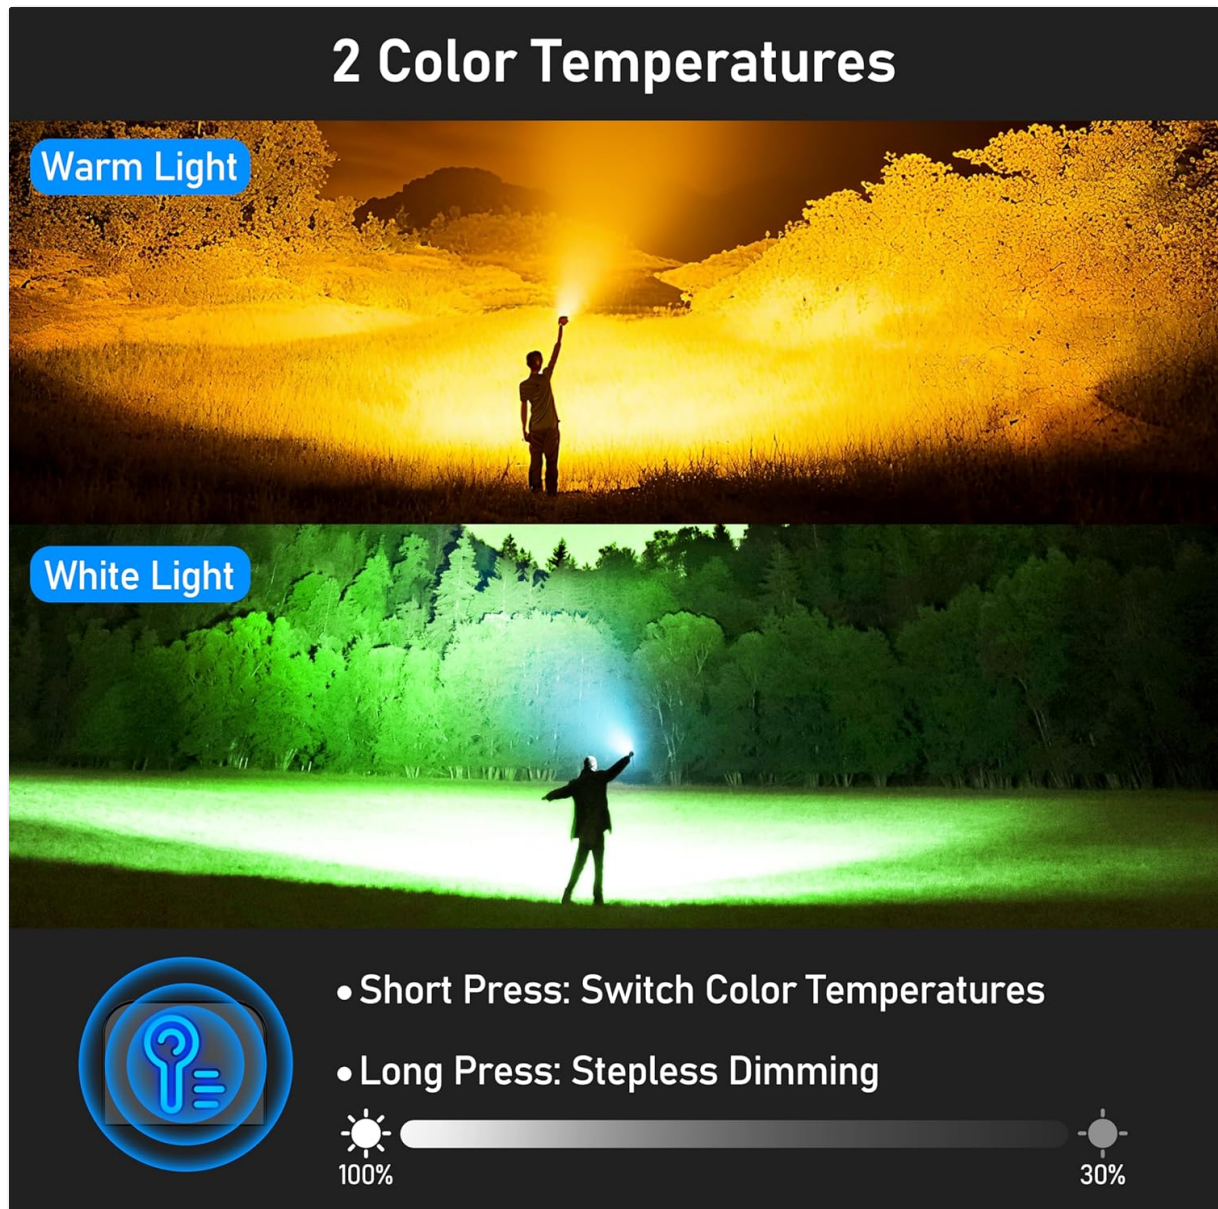 2 Color Temperatures
Warm Light
White Light
• Short Press: Switch Color Temperatures
• Long Press: Stepless Dimming
100%
30%